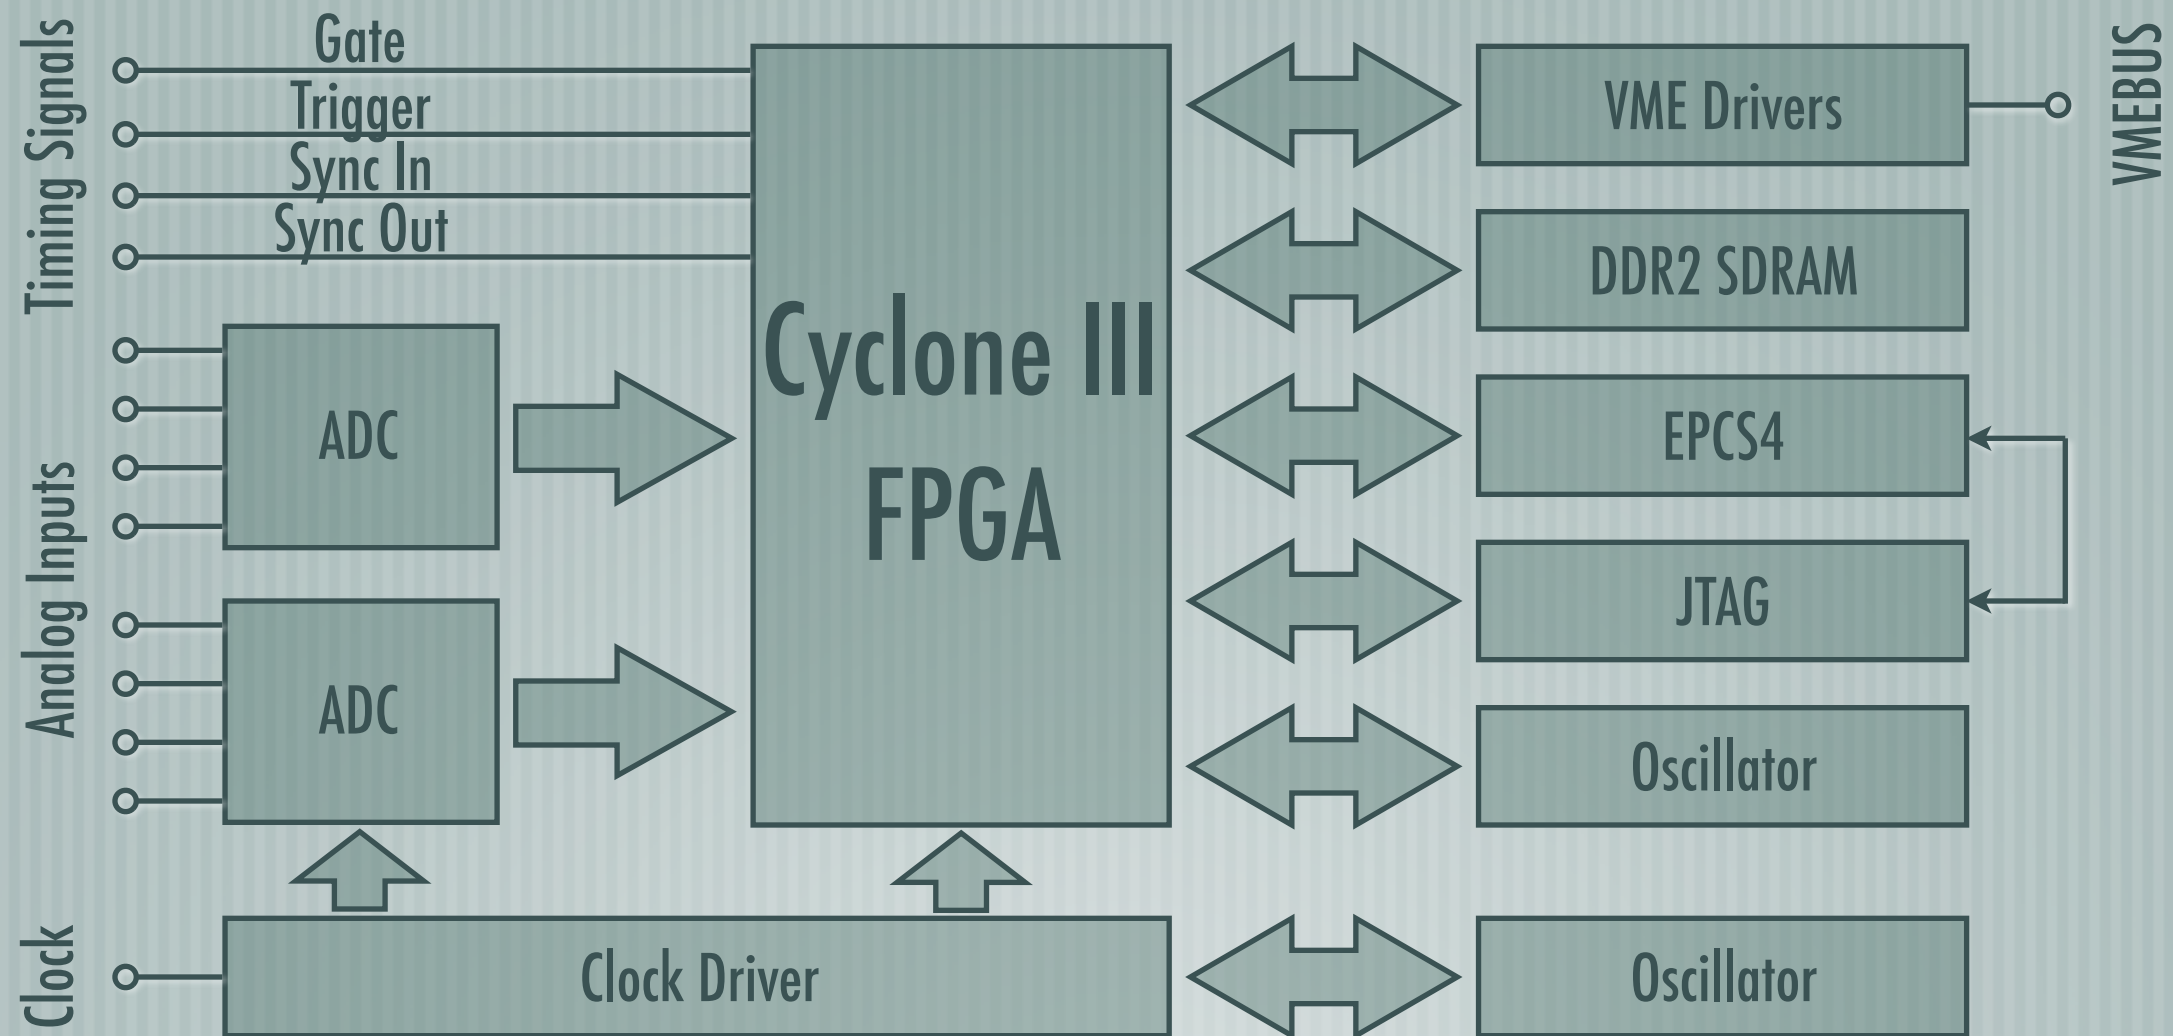 Timing Signals
Gate
Trigger
Sync In
Sync Out
Analog Inputs
ADC
ADC
Cyclone III
FPGA
VME Drivers
VMEBUS
DDR2 SDRAM
EPCS4
JTAG
Oscillator
Clock
Clock Driver
Oscillator